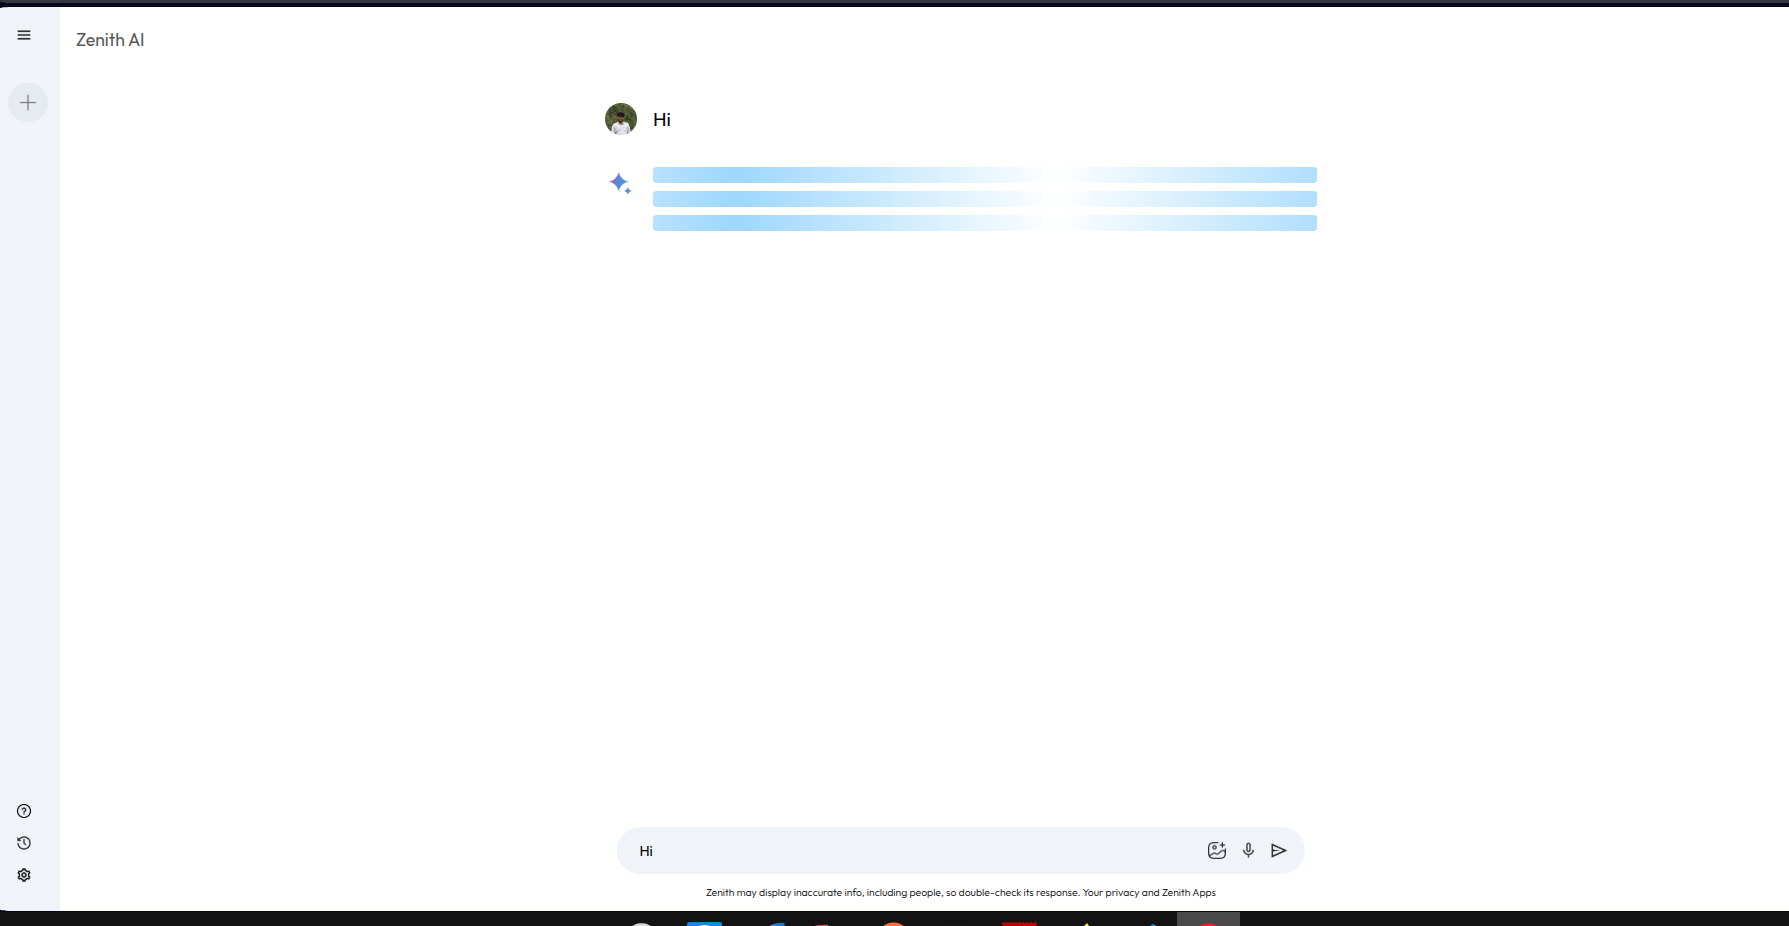 Zenith AI
Hi
Hi
Zenith may display inaccurate info, including people, so double-check its response. Your privacy and Zenith Apps